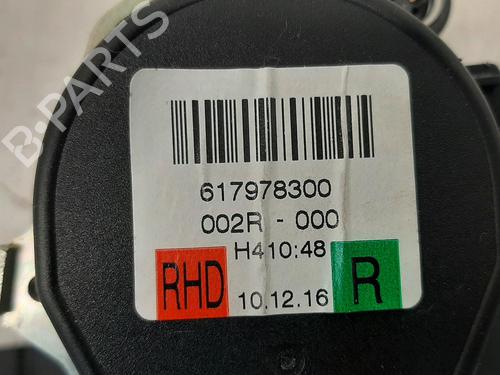 B-PARTS
617978300
002R - 000
H410:48
RHD
10.12.16
R